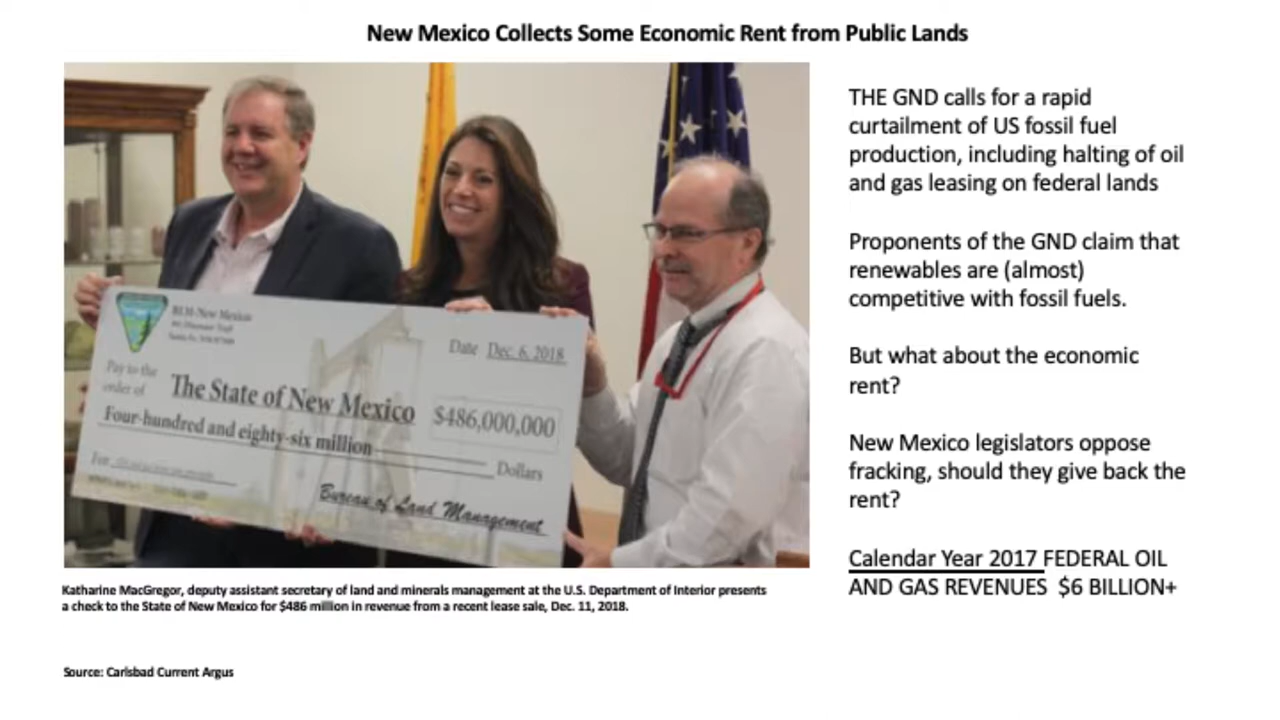 New Mexico Collects Some Economic Rent from Public Lands
BLM-New Mexico
Date Dec. 6, 2018
Pay to the
order of
The State of New Mexico $486,000,000
Four-hundred and eighty-six million
Dollars
For
Bureau of Land Management
THE GND calls for a rapid
curtailment of US fossil fuel
production, including halting of oil
and gas leasing on federal lands
Proponents of the GND claim that
renewables are (almost)
competitive with fossil fuels.
But what about the economic
rent?
New Mexico legislators oppose
fracking, should they give back the
rent?
Calendar Year 2017 FEDERAL OIL
AND GAS REVENUES $6 BILLION+
Katharine MacGregor, deputy assistant secretary of land and minerals management at the U.S. Department of Interior presents
a check to the State of New Mexico for $486 million in revenue from a recent lease sale, Dec. 11, 2018.
Source: Carlsbad Current Argus